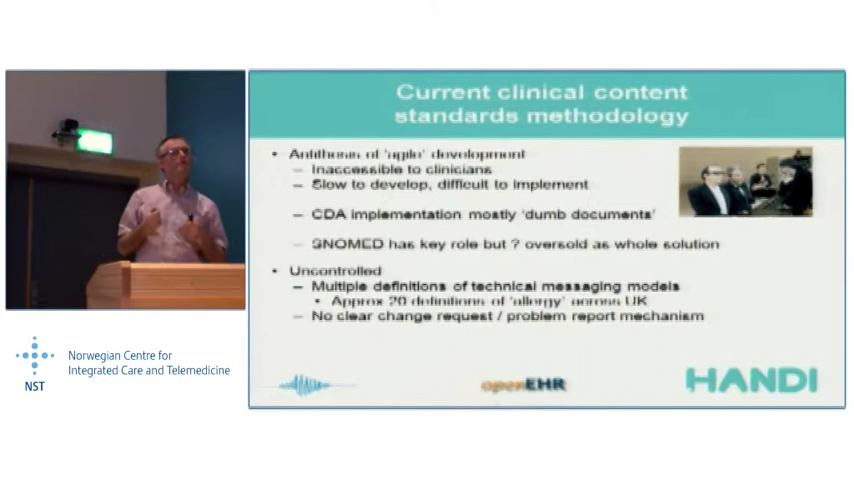 Current clinical content
standards methodology
• Antithesis of 'agile' development
– Inaccessible to clinicians
– Slow to develop, difficult to implement
– CDA implementation mostly 'dumb documents'
– SNOMED has key role but ? oversold as whole solution
• Uncontrolled
– Multiple definitions of technical messaging models
• Approx 20 definitions of 'allergy' across UK
– No clear change request / problem report mechanism
NST
Norwegian Centre for
Integrated Care and Telemedicine
openEHR
HANDI